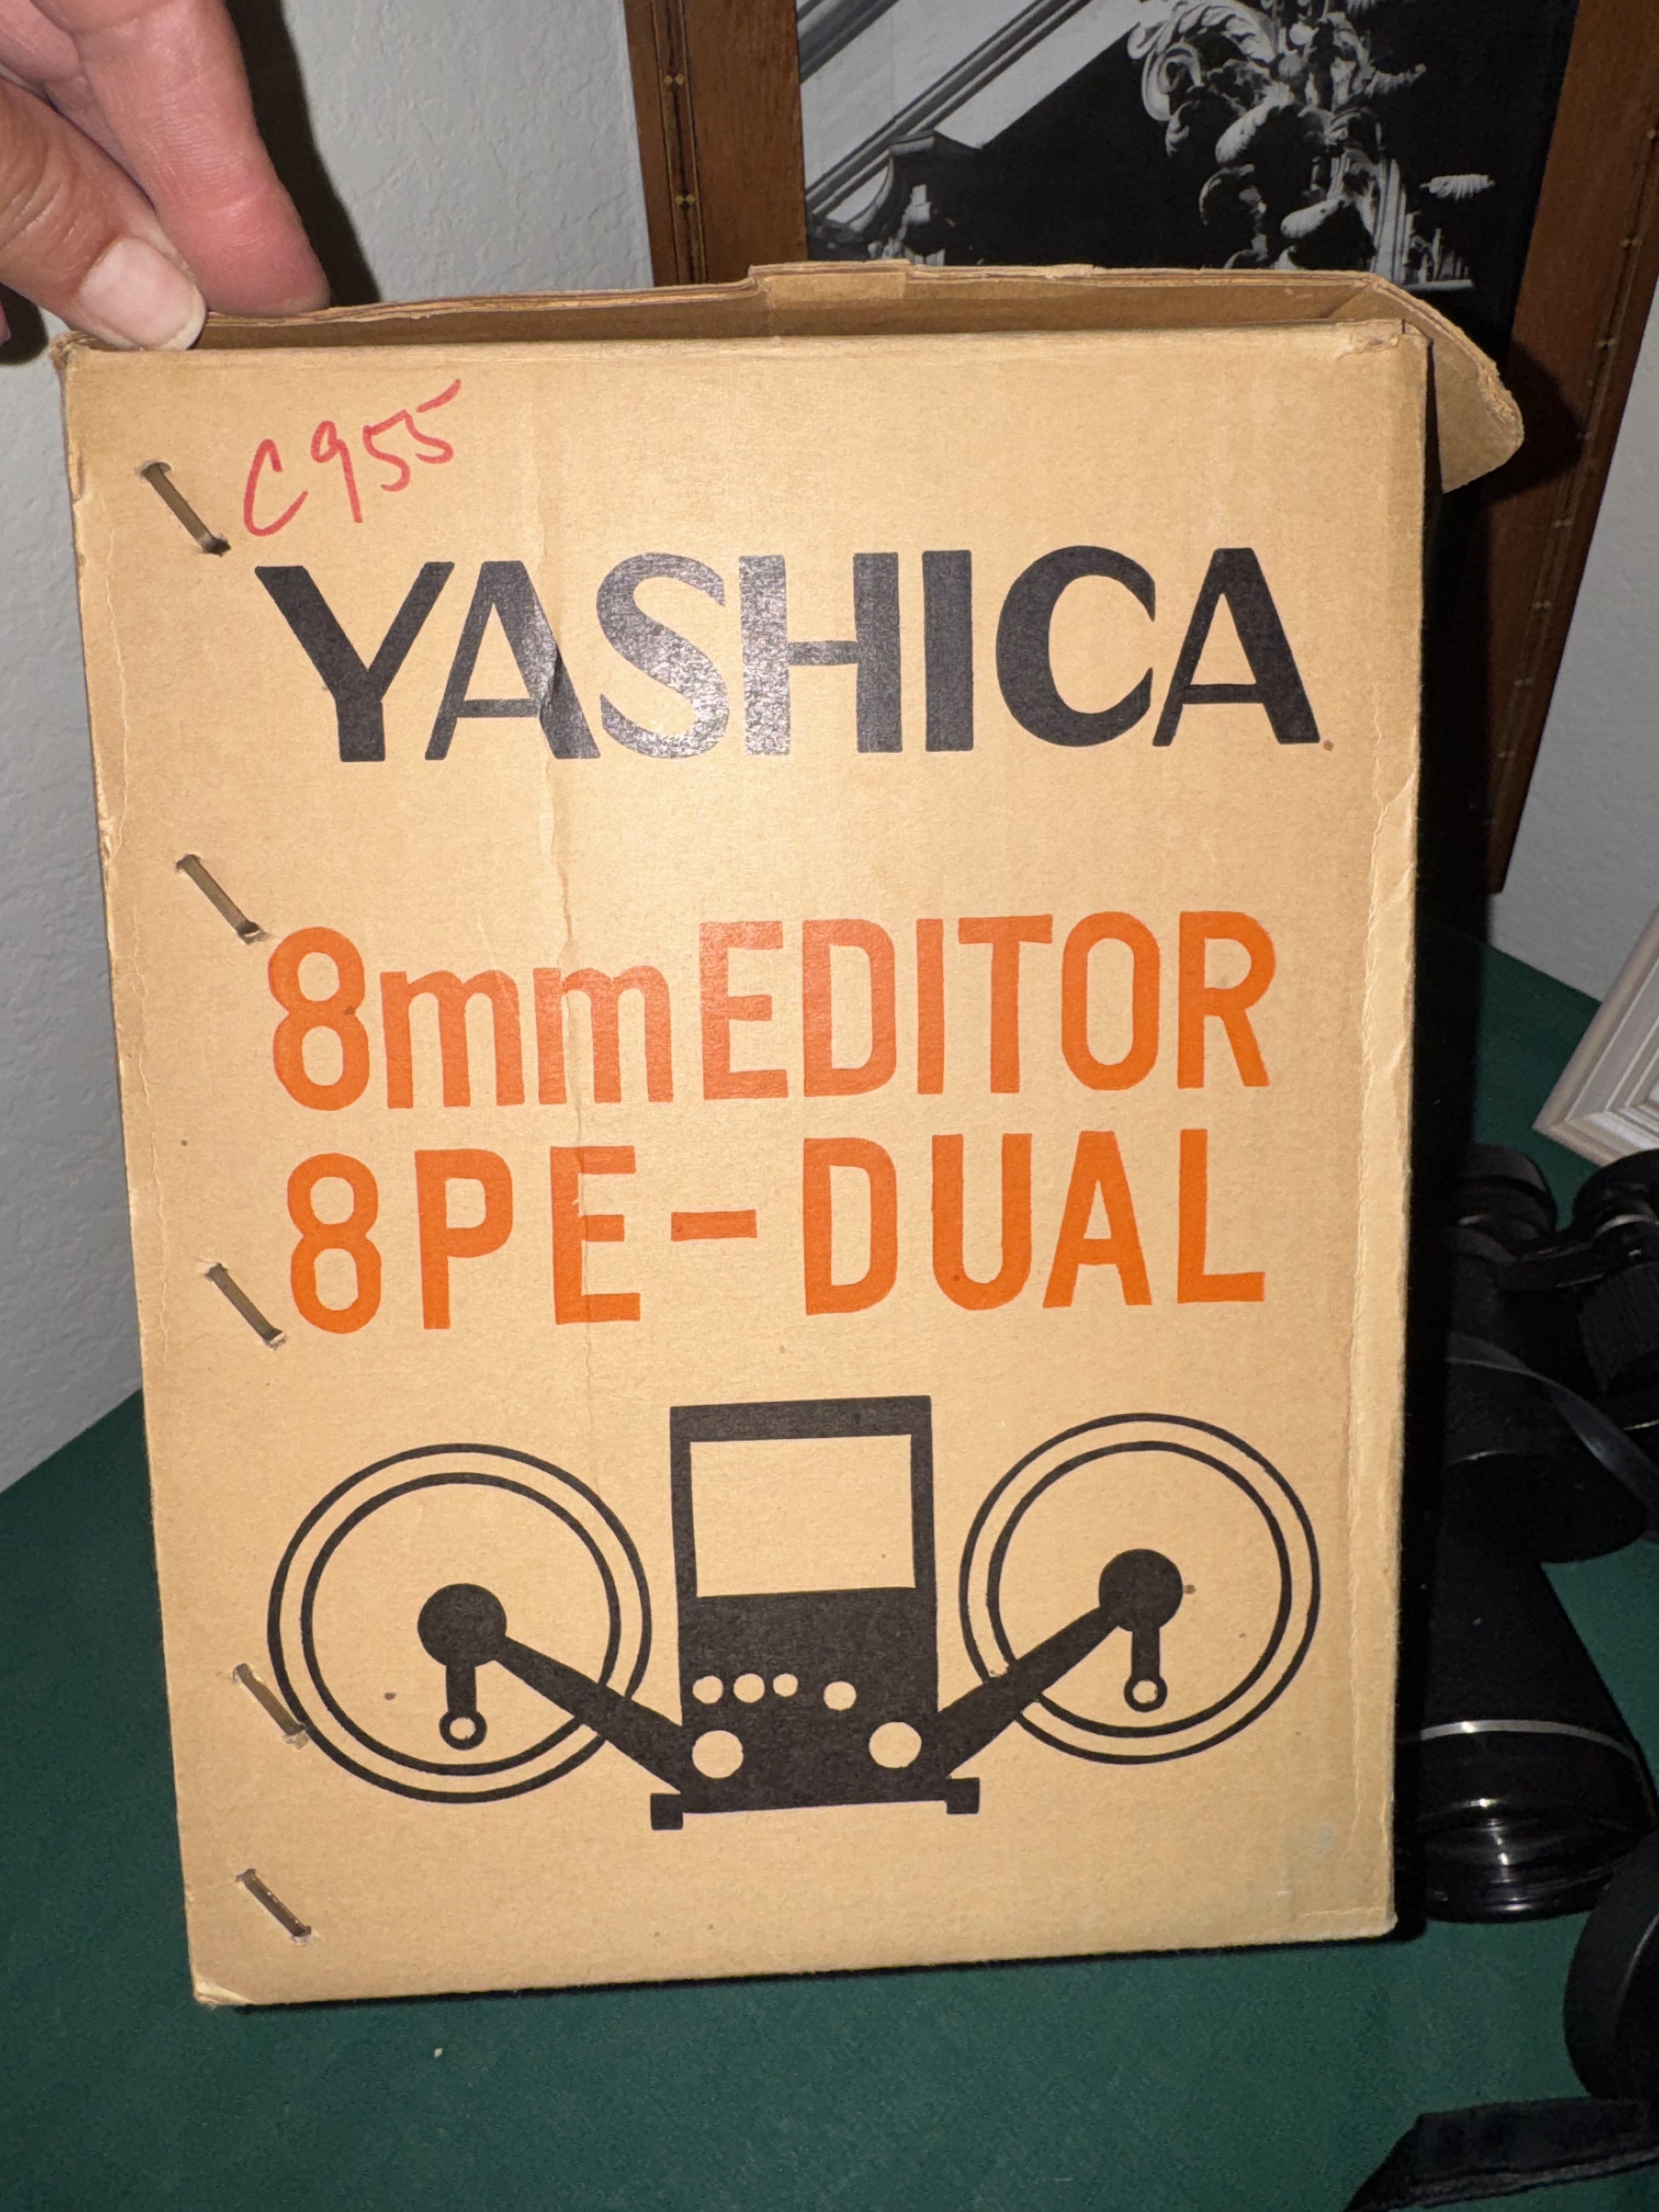 C955
YASHICA
8mm EDITOR
8PE-DUAL